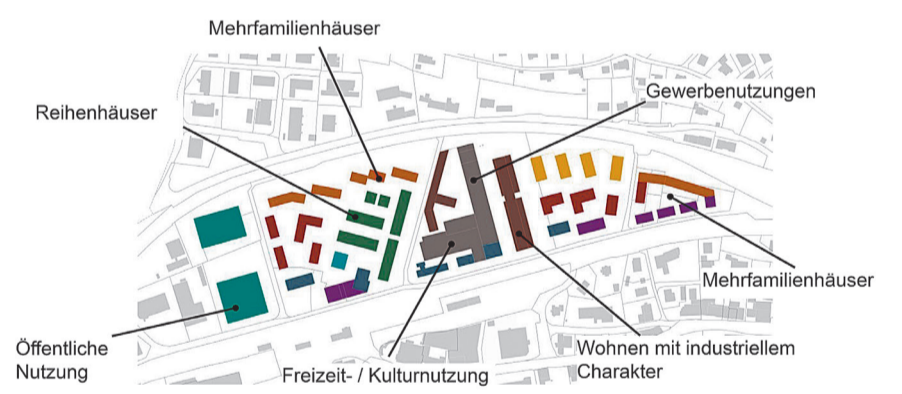 Mehrfamilienhäuser
Reihenhäuser
Gewerbenutzungen
Mehrfamilienhäuser
Öffentliche
Nutzung
Freizeit- / Kulturnutzung
Wohnen mit industriellem
Charakter